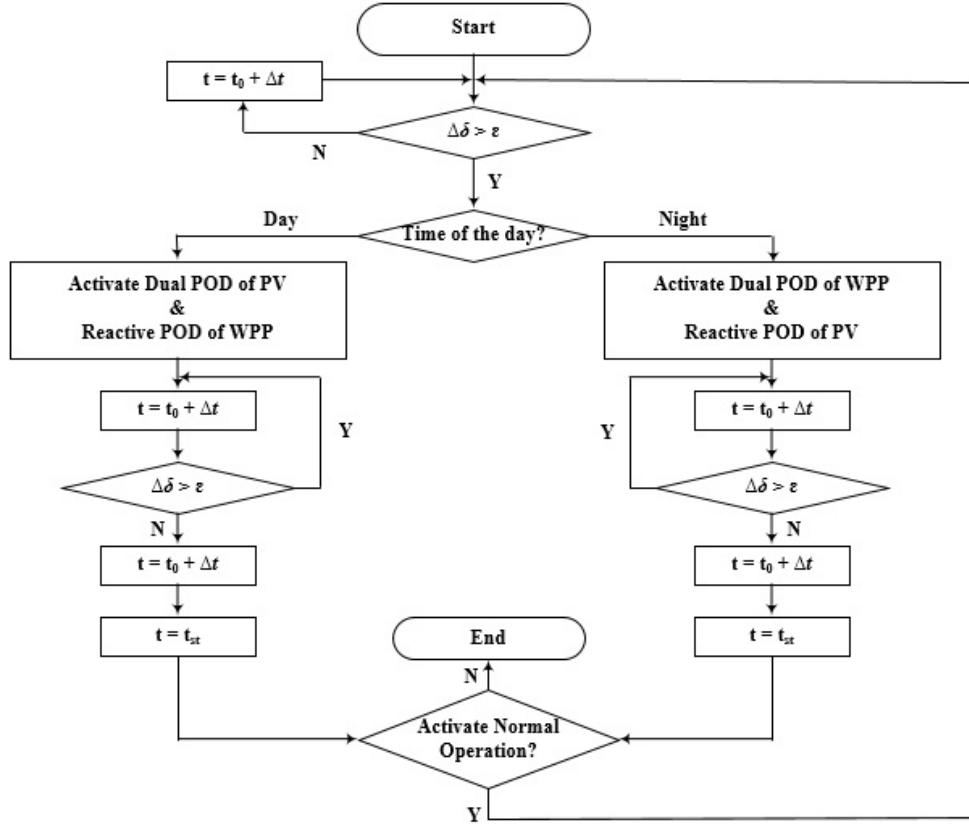 Start
t = t₀ + Δt
Δδ > ε
N
Y
Day
Time of the day?
Night
Activate Dual POD of PV
&
Reactive POD of WPP
Activate Dual POD of WPP
&
Reactive POD of PV
t = t₀ + Δt
Y
Δδ > ε
N
t = t₀ + Δt
t = tₛₜ
t = t₀ + Δt
Y
Δδ > ε
N
t = t₀ + Δt
t = tₛₜ
End
N
Activate Normal
Operation?
Y